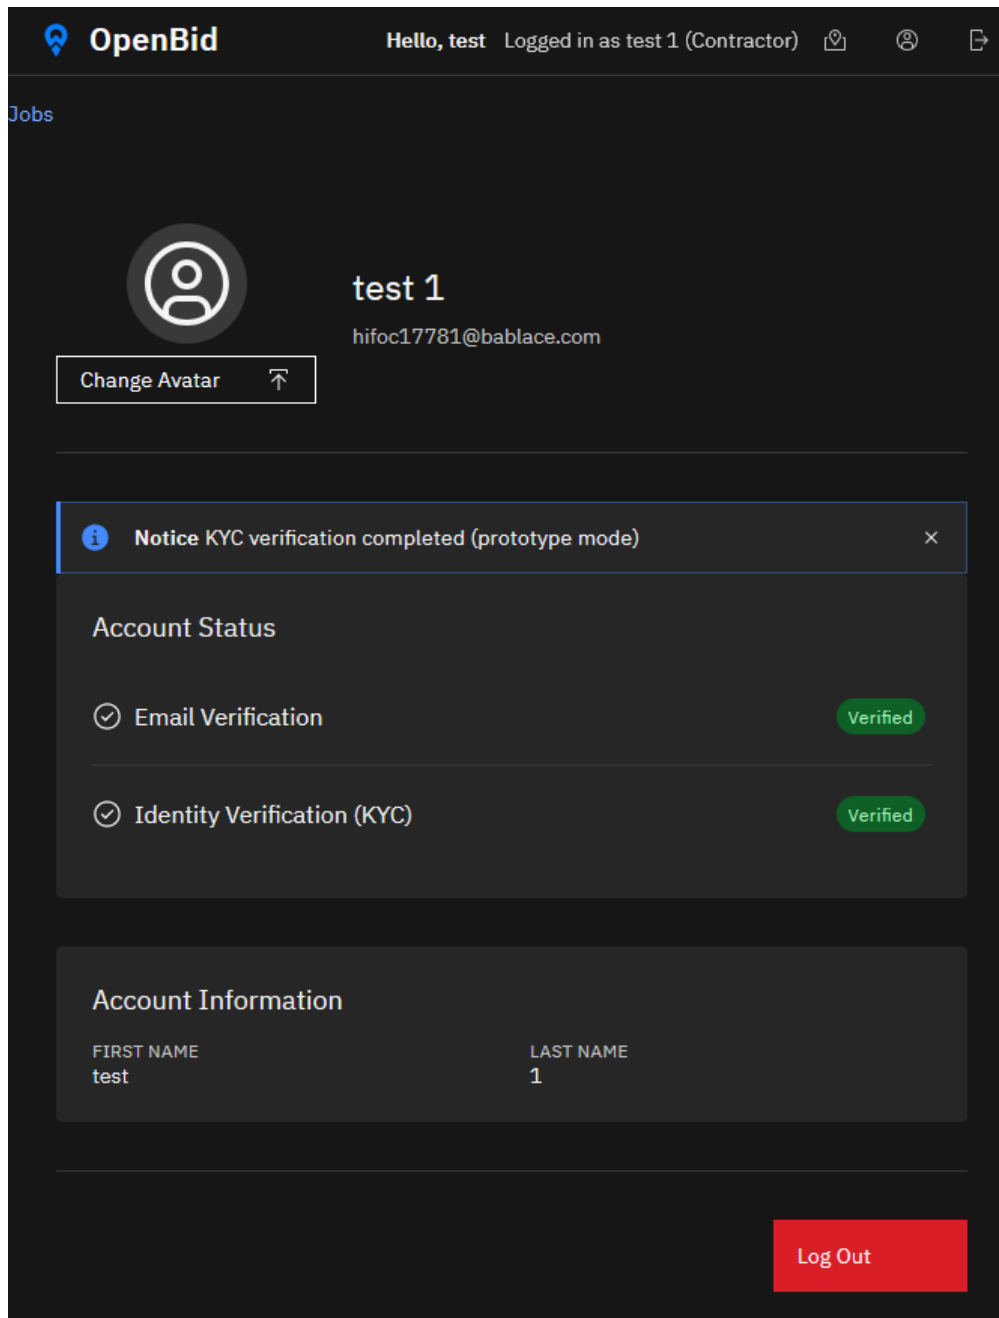 OpenBid
Hello, test Logged in as test 1 (Contractor)
Jobs
test 1
hifoc17781@bablace.com
Change Avatar
Notice KYC verification completed (prototype mode)
Account Status
Email Verification Verified
Identity Verification (KYC) Verified
Account Information
FIRST NAME LAST NAME
test 1
Log Out